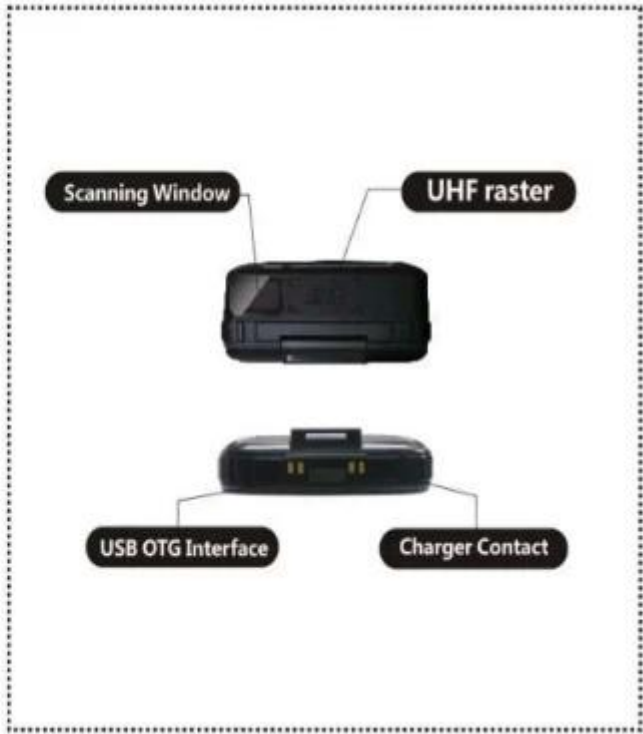 Scanning Window
UHF raster
USB OTG Interface
Charger Contact